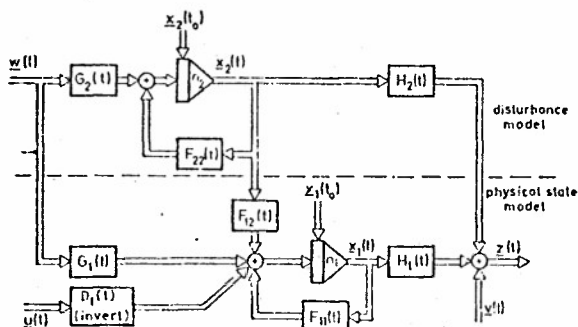 x₂(t₀)
w(t)
G₂(t)
n₂
x₂(t)
H₂(t)
disturbance
model
F₂₂(t)
physical state
model
F₁₂(t)
x₁(t₀)
G₁(t)
n₁
x₁(t)
H₁(t)
z(t)
D₁(t)
(invert)
u(t)
F₁₁(t)
v(t)